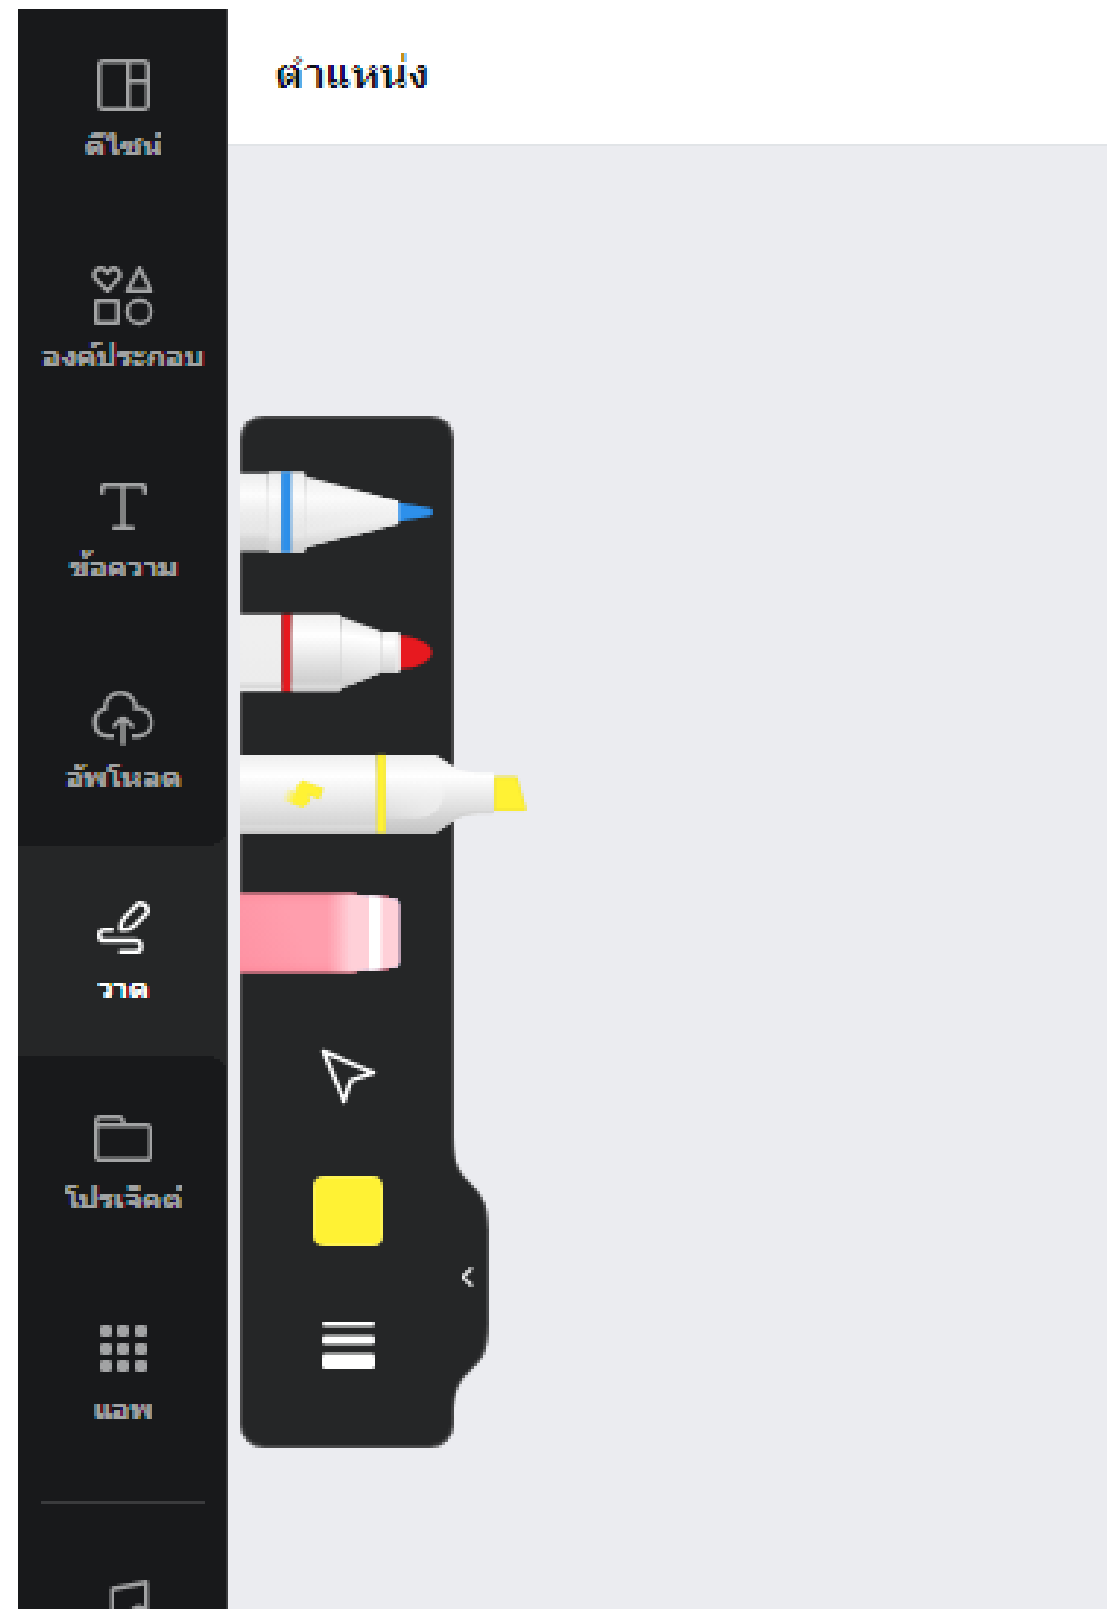 ตำแหน่ง
ดีไซน์
องค์ประกอบ
ข้อความ
อัพโหลด
วาด
โปรเจ็คต์
แอพ